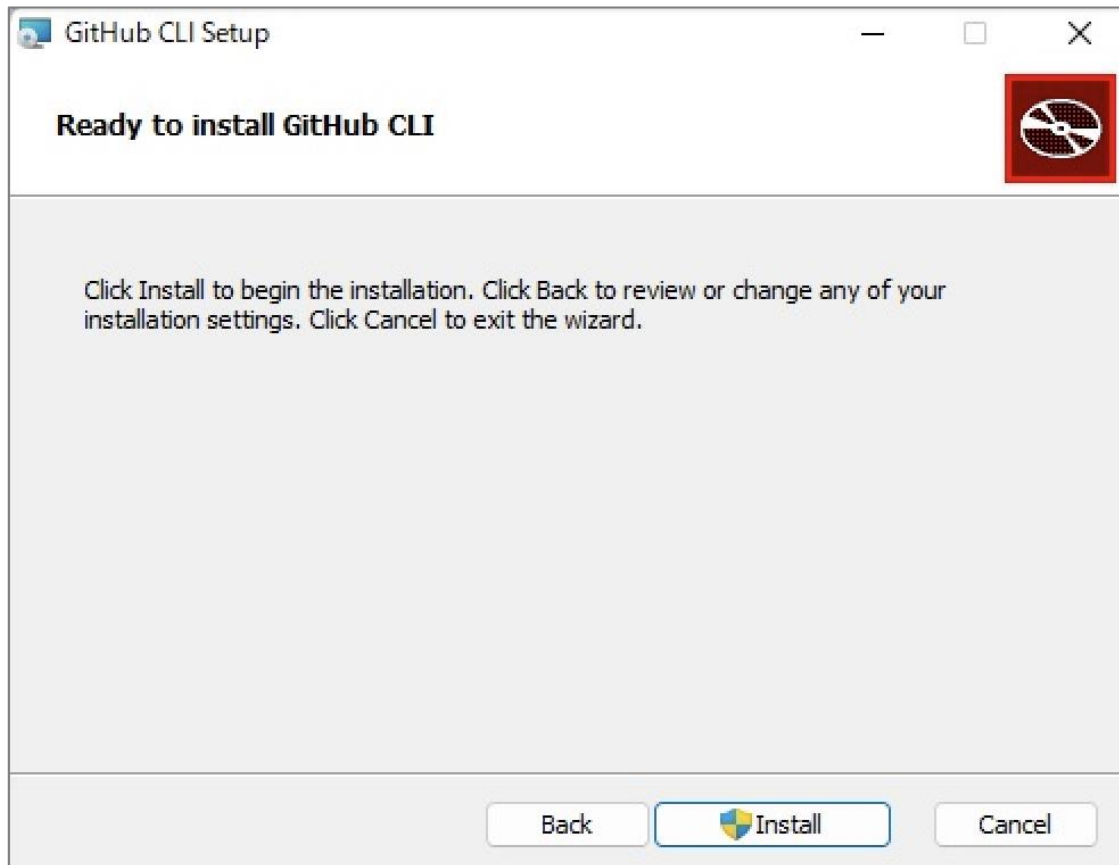 GitHub CLI Setup
Ready to install GitHub CLI
Click Install to begin the installation. Click Back to review or change any of your
installation settings. Click Cancel to exit the wizard.
Back
Install
Cancel